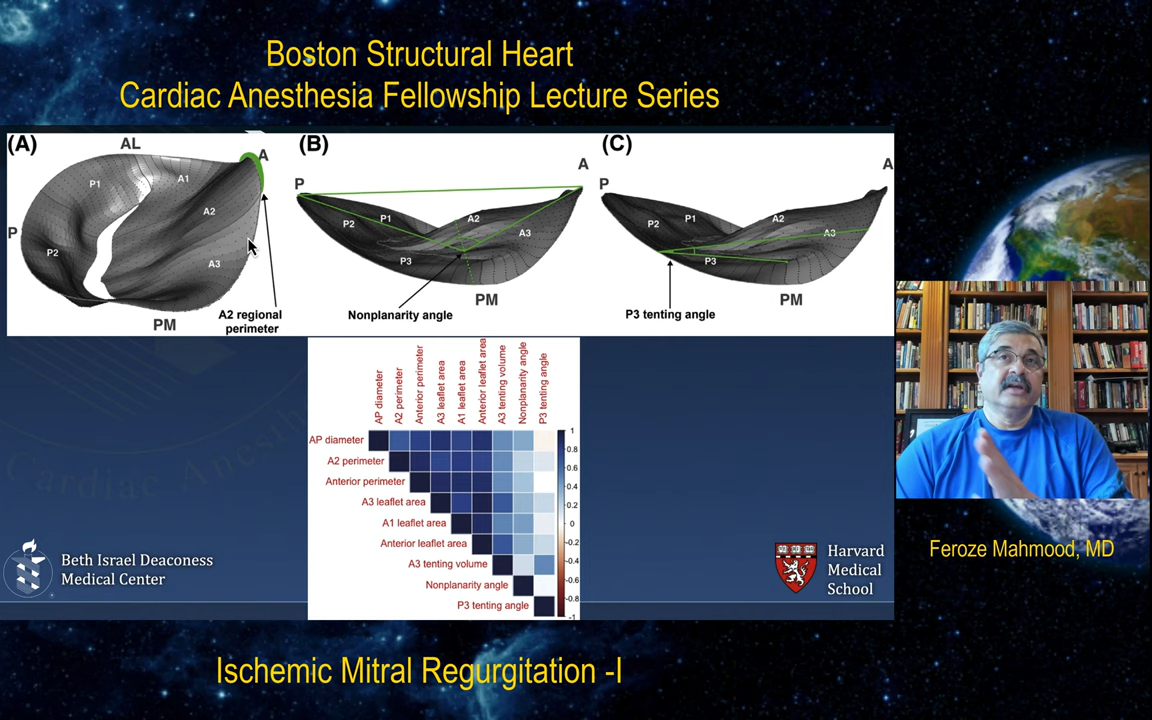 Boston Structural Heart
Cardiac Anesthesia Fellowship Lecture Series
(A)
AL
A
P1
A1
A2
P
P2
A3
PM
A2 regional
perimeter
(B)
A
P
P1
A2
P2
A3
P3
PM
Nonplanarity angle
(C)
A
P
P1
A2
P2
A3
P3
PM
P3 tenting angle
AP diameter
A2 perimeter
Anterior perimeter
A3 leaflet area
A1 leaflet area
Anterior leaflet area
A3 tenting volume
Nonplanarity angle
P3 tenting angle
AP diameter
A2 perimeter
Anterior perimeter
A3 leaflet area
A1 leaflet area
Anterior leaflet area
A3 tenting volume
Nonplanarity angle
P3 tenting angle
1
0.8
0.6
0.4
0.2
0
-0.2
-0.4
-0.6
-0.8
-1
Cardiac Anesth
Beth Israel Deaconess
Medical Center
Harvard
Medical
School
Feroze Mahmood, MD
Ischemic Mitral Regurgitation -I